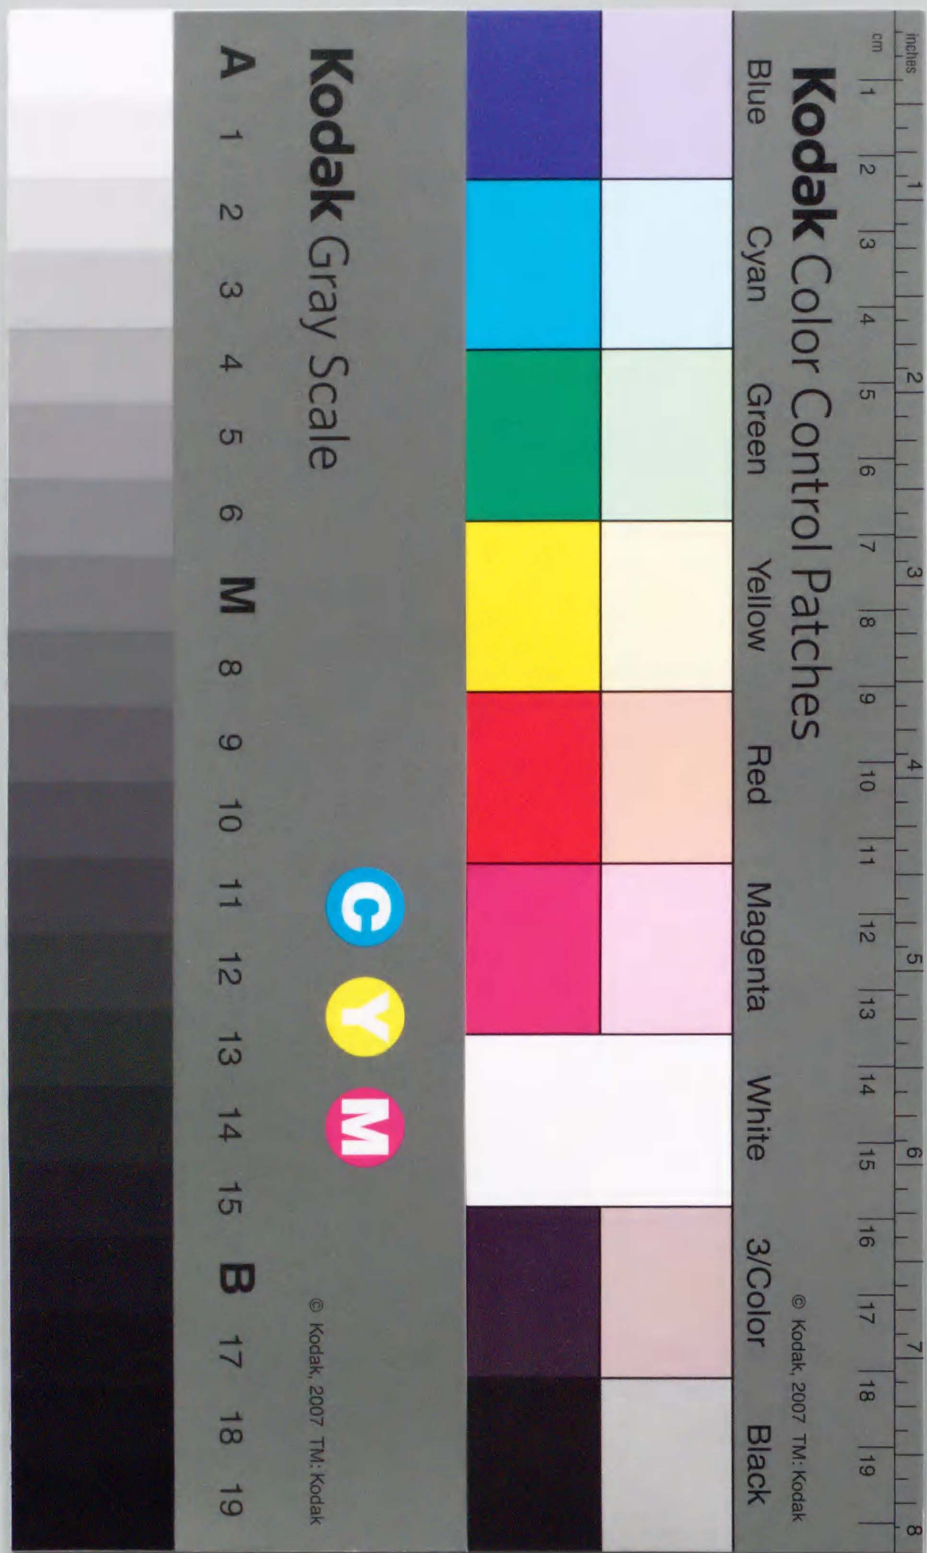 inches 1 2 3 4 5 6 7 8
cm 1 2 3 4 5 6 7 8 9 10 11 12 13 14 15 16 17 18 19
Kodak Color Control Patches
© Kodak, 2007 TM: Kodak
Blue Cyan Green Yellow Red Magenta White 3/Color Black
Kodak Gray Scale
C Y M
© Kodak, 2007 TM: Kodak
A 1 2 3 4 5 6 M 8 9 10 11 12 13 14 15 B 17 18 19